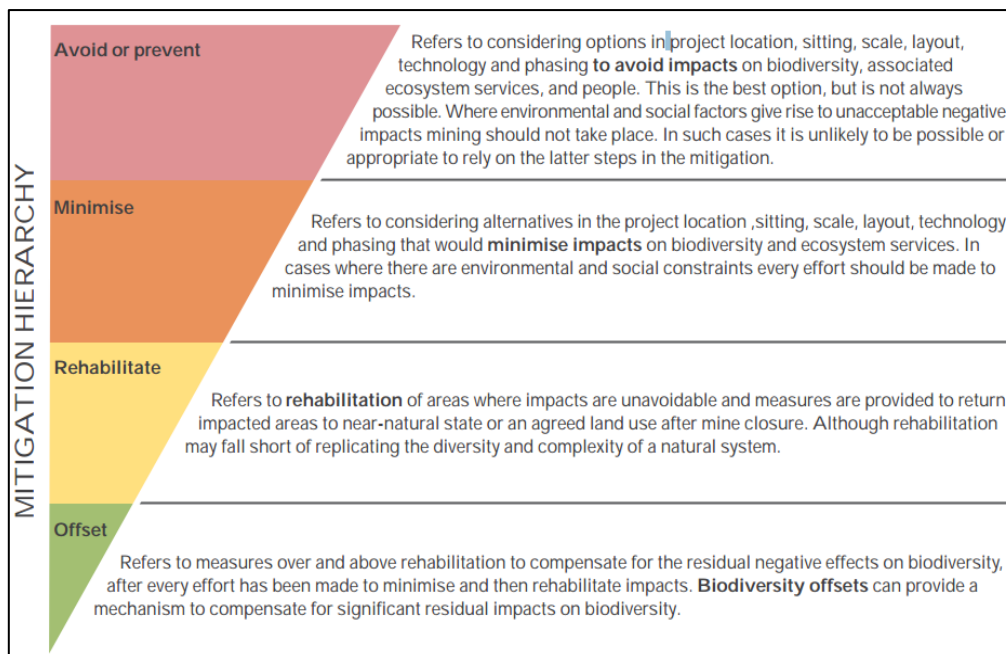 MITIGATION HIERARCHY
Avoid or prevent
Refers to considering options in project location, sitting, scale, layout,
technology and phasing to avoid impacts on biodiversity, associated
ecosystem services, and people. This is the best option, but is not always
possible. Where environmental and social factors give rise to unacceptable negative
impacts mining should not take place. In such cases it is unlikely to be possible or
appropriate to rely on the latter steps in the mitigation.
Minimise
Refers to considering alternatives in the project location ,sitting, scale, layout, technology
and phasing that would minimise impacts on biodiversity and ecosystem services. In
cases where there are environmental and social constraints every effort should be made to
minimise impacts.
Rehabilitate
Refers to rehabilitation of areas where impacts are unavoidable and measures are provided to return
impacted areas to near-natural state or an agreed land use after mine closure. Although rehabilitation
may fall short of replicating the diversity and complexity of a natural system.
Offset
Refers to measures over and above rehabilitation to compensate for the residual negative effects on biodiversity,
after every effort has been made to minimise and then rehabilitate impacts. Biodiversity offsets can provide a
mechanism to compensate for significant residual impacts on biodiversity.